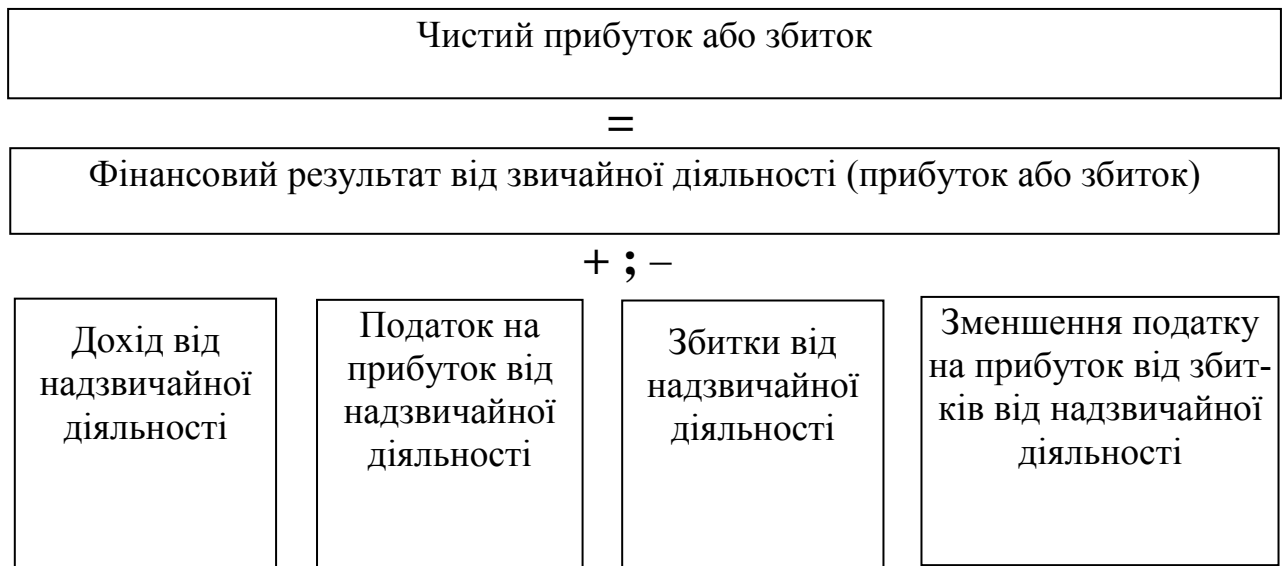 Чистий прибуток або збиток
=
Фінансовий результат від звичайної діяльності (прибуток або збиток)
+ ; –
Дохід від
надзвичайної
діяльності
Податок на
прибуток від
надзвичайної
діяльності
Збитки від
надзвичайної
діяльності
Зменшення податку
на прибуток від збит-
ків від надзвичайної
діяльності